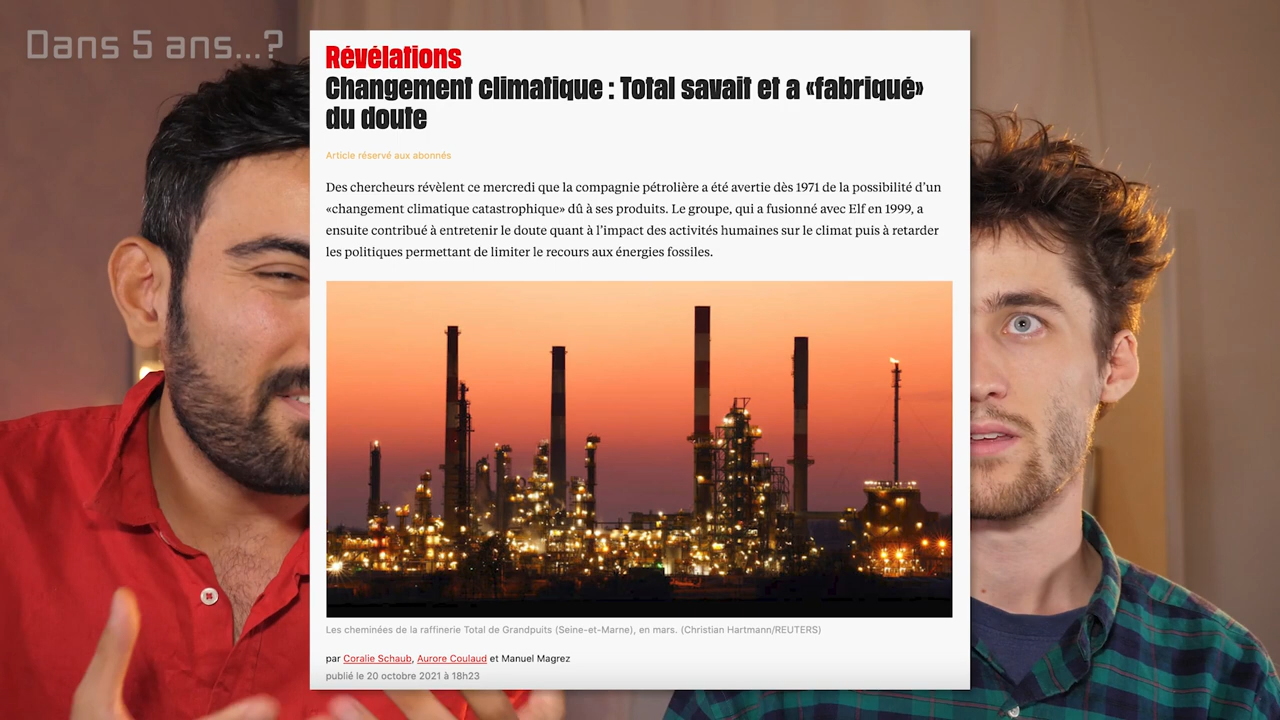 Dans 5 ans...?
Révélations
Changement climatique : Total savait et a «fabriqué»
du doute
Article réservé aux abonnés
Des chercheurs révèlent ce mercredi que la compagnie pétrolière a été avertie dès 1971 de la possibilité d'un
«changement climatique catastrophique» dû à ses produits. Le groupe, qui a fusionné avec Elf en 1999, a
ensuite contribué à entretenir le doute quant à l'impact des activités humaines sur le climat puis à retarder
les politiques permettant de limiter le recours aux énergies fossiles.
Les cheminées de la raffinerie Total de Grandpuits (Seine-et-Marne), en mars. (Christian Hartmann/REUTERS)
par Coralie Schaub, Aurore Coulaud et Manuel Magrez
publié le 20 octobre 2021 à 18h23